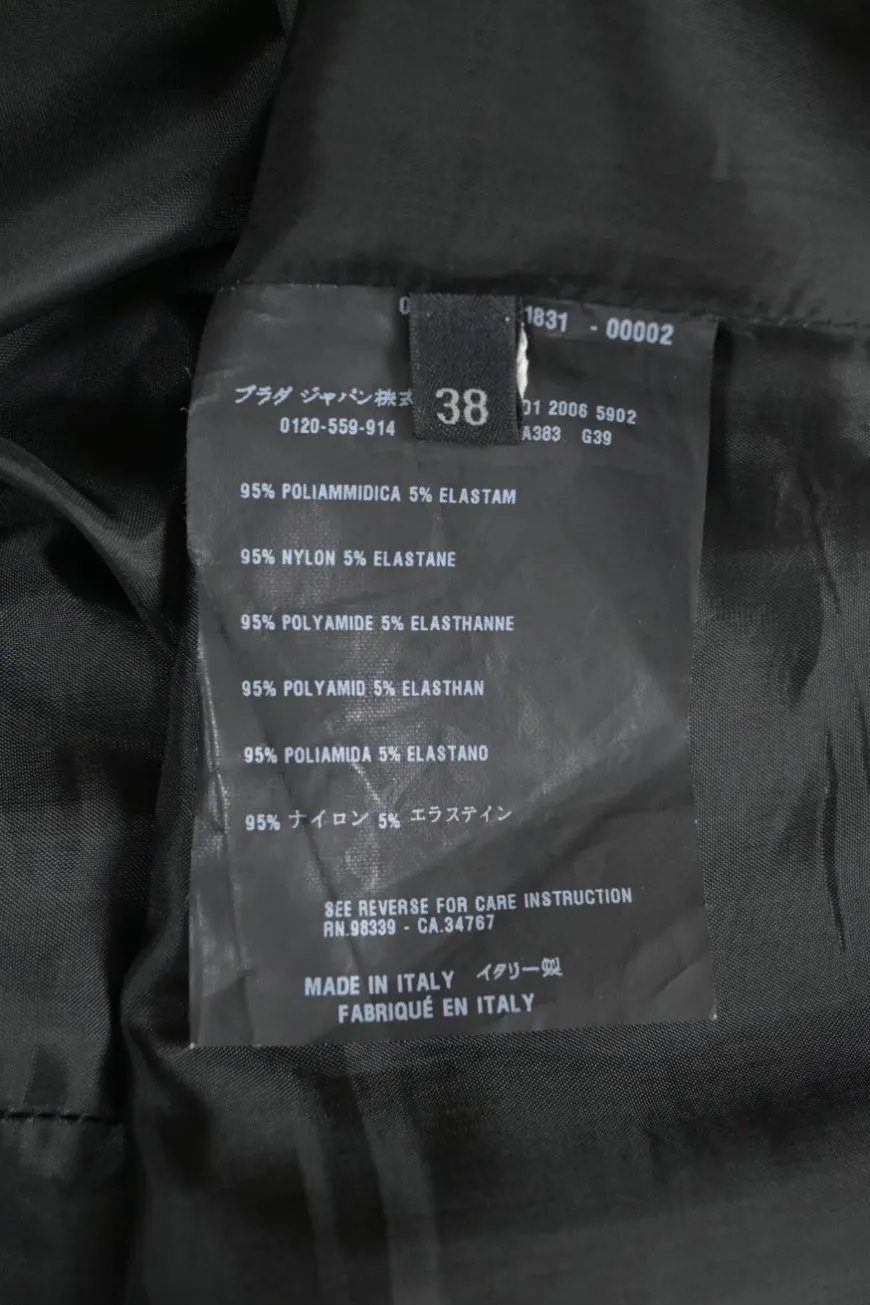 1831 - 00002
38
プラダ ジャパン株式
01 2006 5902
0120-559-914
A383 G39
95% POLIAMMIDICA 5% ELASTAM
95% NYLON 5% ELASTANE
95% POLYAMIDE 5% ELASTHANNE
95% POLYAMID 5% ELASTHAN
95% POLIAMIDA 5% ELASTANO
95% ナイロン 5% エラステイン
SEE REVERSE FOR CARE INSTRUCTION
RN.98339 - CA.34767
MADE IN ITALY イタリー製
FABRIQUÉ EN ITALY